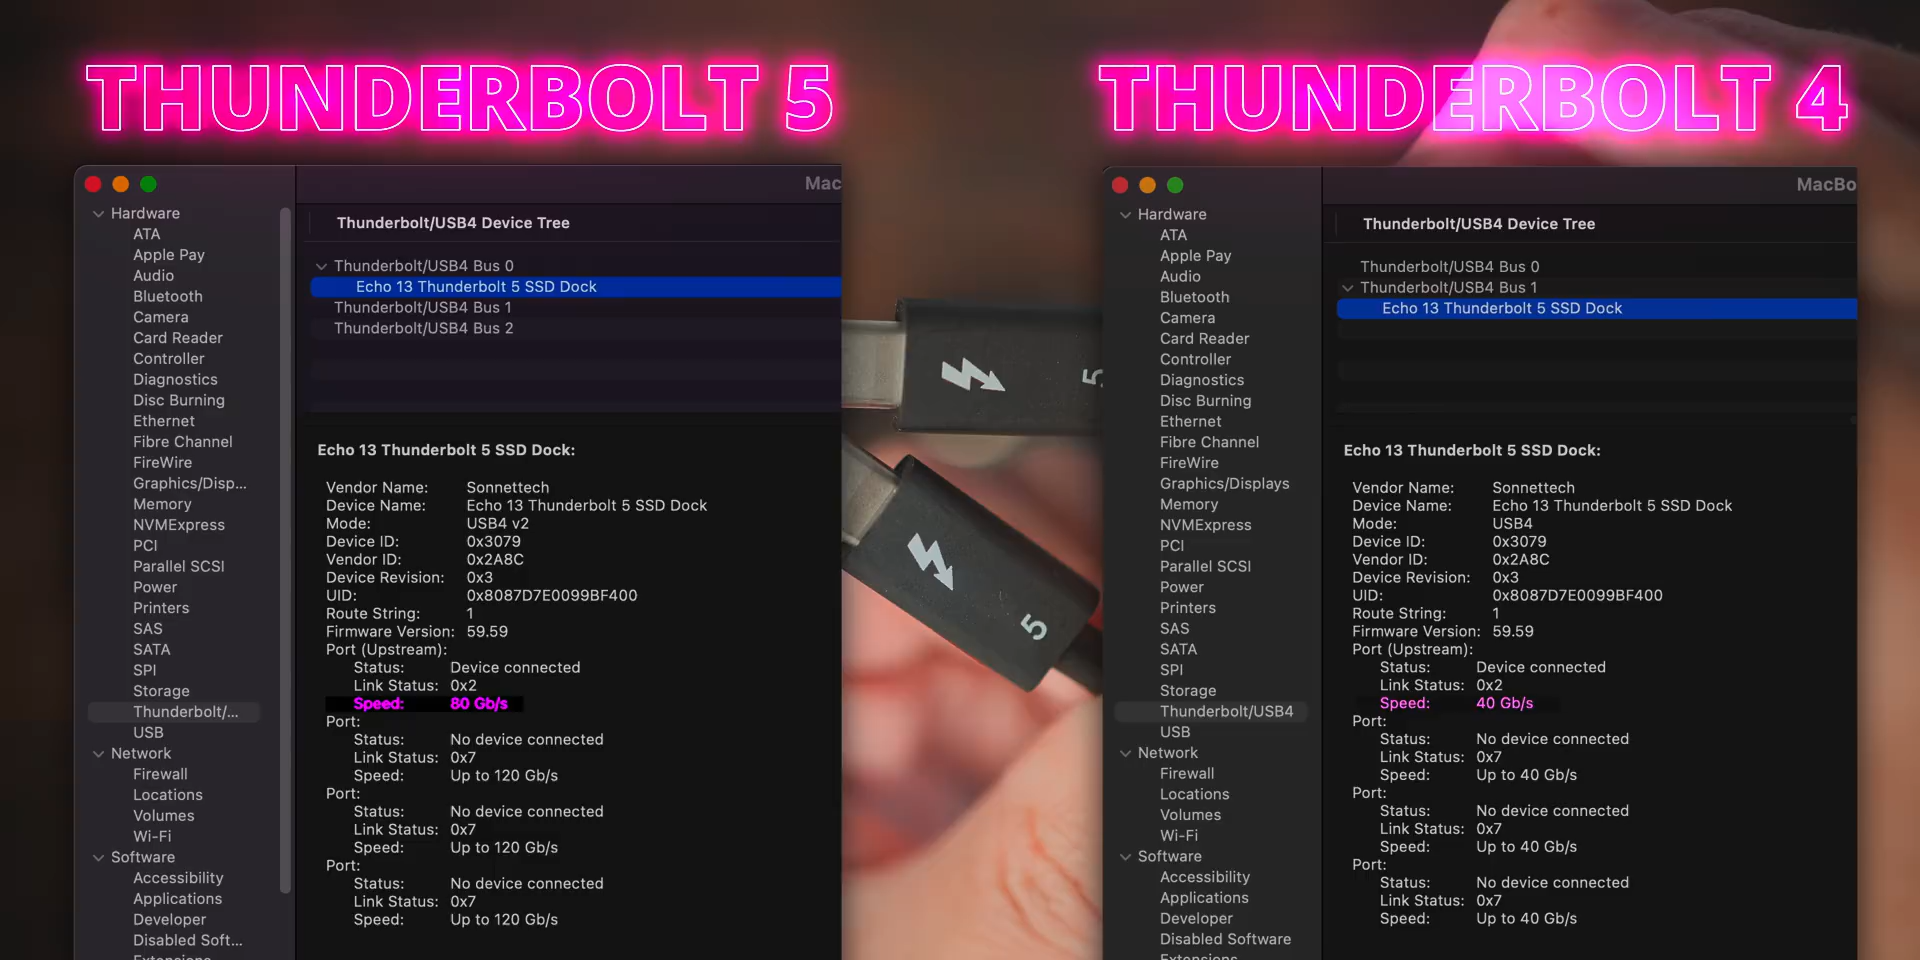 THUNDERBOLT 5
Mac
Hardware
ATA
Apple Pay
Audio
Bluetooth
Camera
Card Reader
Controller
Diagnostics
Disc Burning
Ethernet
Fibre Channel
FireWire
Graphics/Disp...
Memory
NVMExpress
PCI
Parallel SCSI
Power
Printers
SAS
SATA
SPI
Storage
Thunderbolt/...
USB
Network
Firewall
Locations
Volumes
Wi-Fi
Software
Accessibility
Applications
Developer
Disabled Soft...
Extensions
Thunderbolt/USB4 Device Tree
Thunderbolt/USB4 Bus 0
Echo 13 Thunderbolt 5 SSD Dock
Thunderbolt/USB4 Bus 1
Thunderbolt/USB4 Bus 2
Echo 13 Thunderbolt 5 SSD Dock:
Vendor Name: Sonnettech
Device Name: Echo 13 Thunderbolt 5 SSD Dock
Mode: USB4 v2
Device ID: 0x3079
Vendor ID: 0x2A8C
Device Revision: 0x3
UID: 0x8087D7E0099BF400
Route String: 1
Firmware Version: 59.59
Port (Upstream):
Status: Device connected
Link Status: 0x2
Speed: 80 Gb/s
Port:
Status: No device connected
Link Status: 0x7
Speed: Up to 120 Gb/s
Port:
Status: No device connected
Link Status: 0x7
Speed: Up to 120 Gb/s
Port:
Status: No device connected
Link Status: 0x7
Speed: Up to 120 Gb/s
5
5
THUNDERBOLT 4
MacBo
Hardware
ATA
Apple Pay
Audio
Bluetooth
Camera
Card Reader
Controller
Diagnostics
Disc Burning
Ethernet
Fibre Channel
FireWire
Graphics/Displays
Memory
NVMExpress
PCI
Parallel SCSI
Power
Printers
SAS
SATA
SPI
Storage
Thunderbolt/USB4
USB
Network
Firewall
Locations
Volumes
Wi-Fi
Software
Accessibility
Applications
Developer
Disabled Software
Extensions
Thunderbolt/USB4 Device Tree
Thunderbolt/USB4 Bus 0
Thunderbolt/USB4 Bus 1
Echo 13 Thunderbolt 5 SSD Dock
Echo 13 Thunderbolt 5 SSD Dock:
Vendor Name: Sonnettech
Device Name: Echo 13 Thunderbolt 5 SSD Dock
Mode: USB4
Device ID: 0x3079
Vendor ID: 0x2A8C
Device Revision: 0x3
UID: 0x8087D7E0099BF400
Route String: 1
Firmware Version: 59.59
Port (Upstream):
Status: Device connected
Link Status: 0x2
Speed: 40 Gb/s
Port:
Status: No device connected
Link Status: 0x7
Speed: Up to 40 Gb/s
Port:
Status: No device connected
Link Status: 0x7
Speed: Up to 40 Gb/s
Port:
Status: No device connected
Link Status: 0x7
Speed: Up to 40 Gb/s